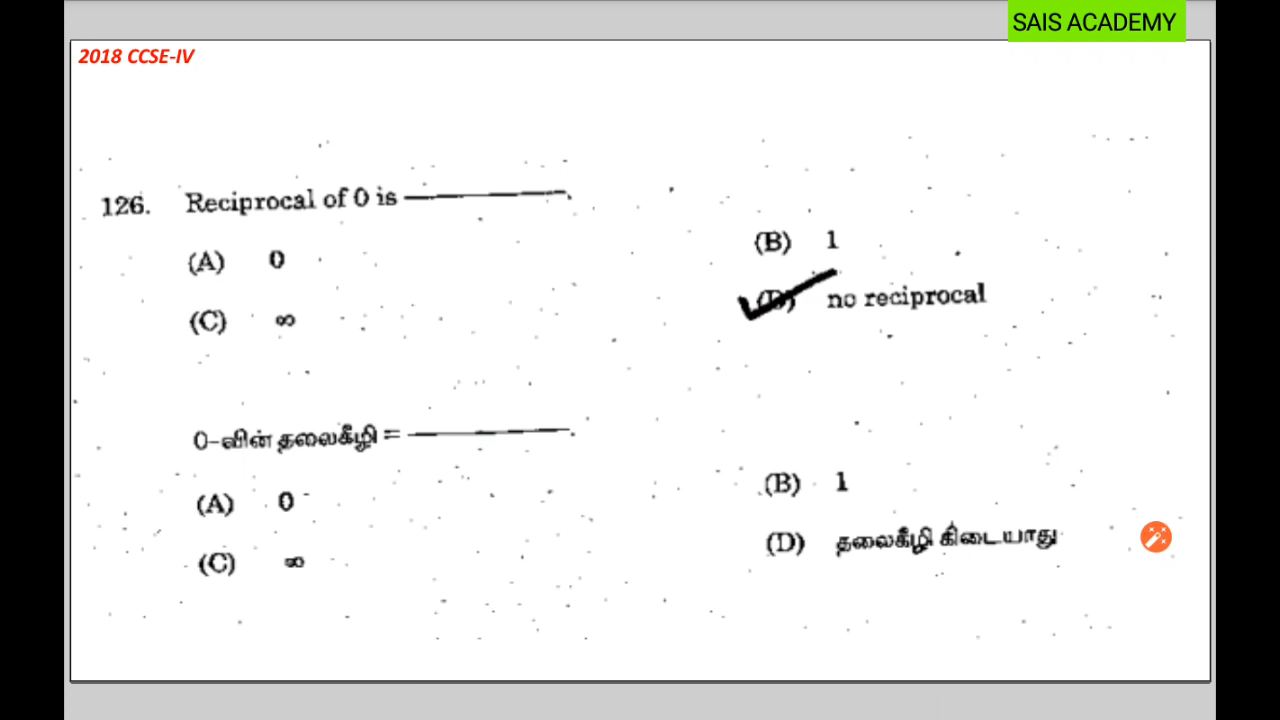 SAIS ACADEMY
2018 CCSE-IV
126. Reciprocal of 0 is ————.
(A) 0
(B) 1
(C) ∞
(D) no reciprocal
0-வின் தலைகீழி = ————.
(A) 0
(B) 1
(C) ∞
(D) தலைகீழி கிடையாது